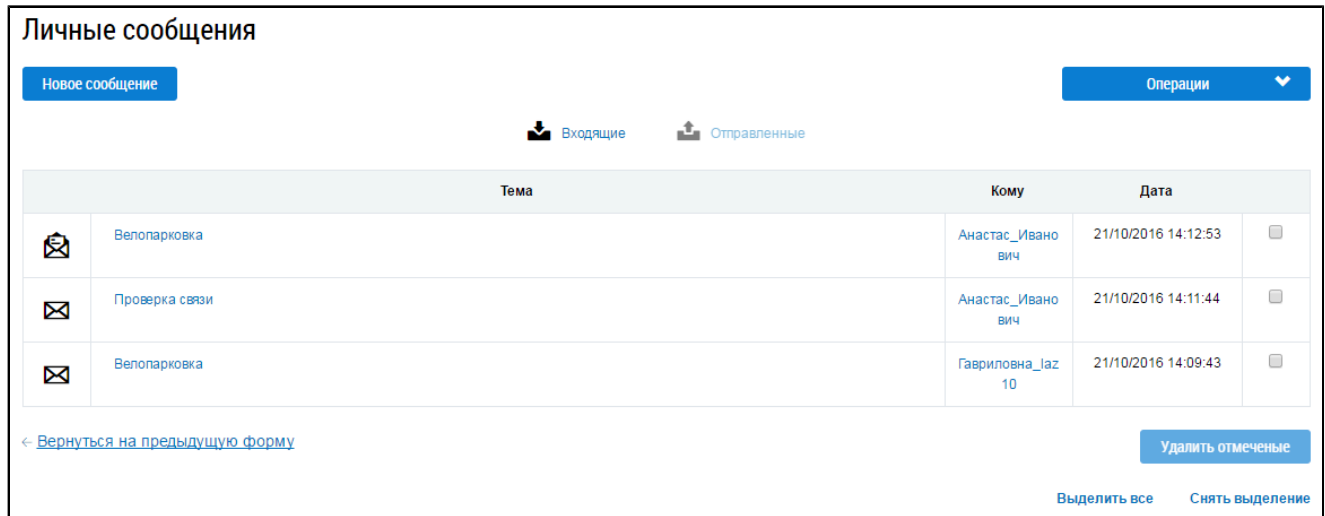 Личные сообщения
Новое сообщение
Операции
Входящие
Отправленные
Тема Кому Дата
Велопарковка Анастас_Ивано 21/10/2016 14:12:53
вич
Проверка связи Анастас_Ивано 21/10/2016 14:11:44
вич
Велопарковка Гавриловна_laz 21/10/2016 14:09:43
10
← Вернуться на предыдущую форму
Удалить отмеченые
Выделить все Снять выделение